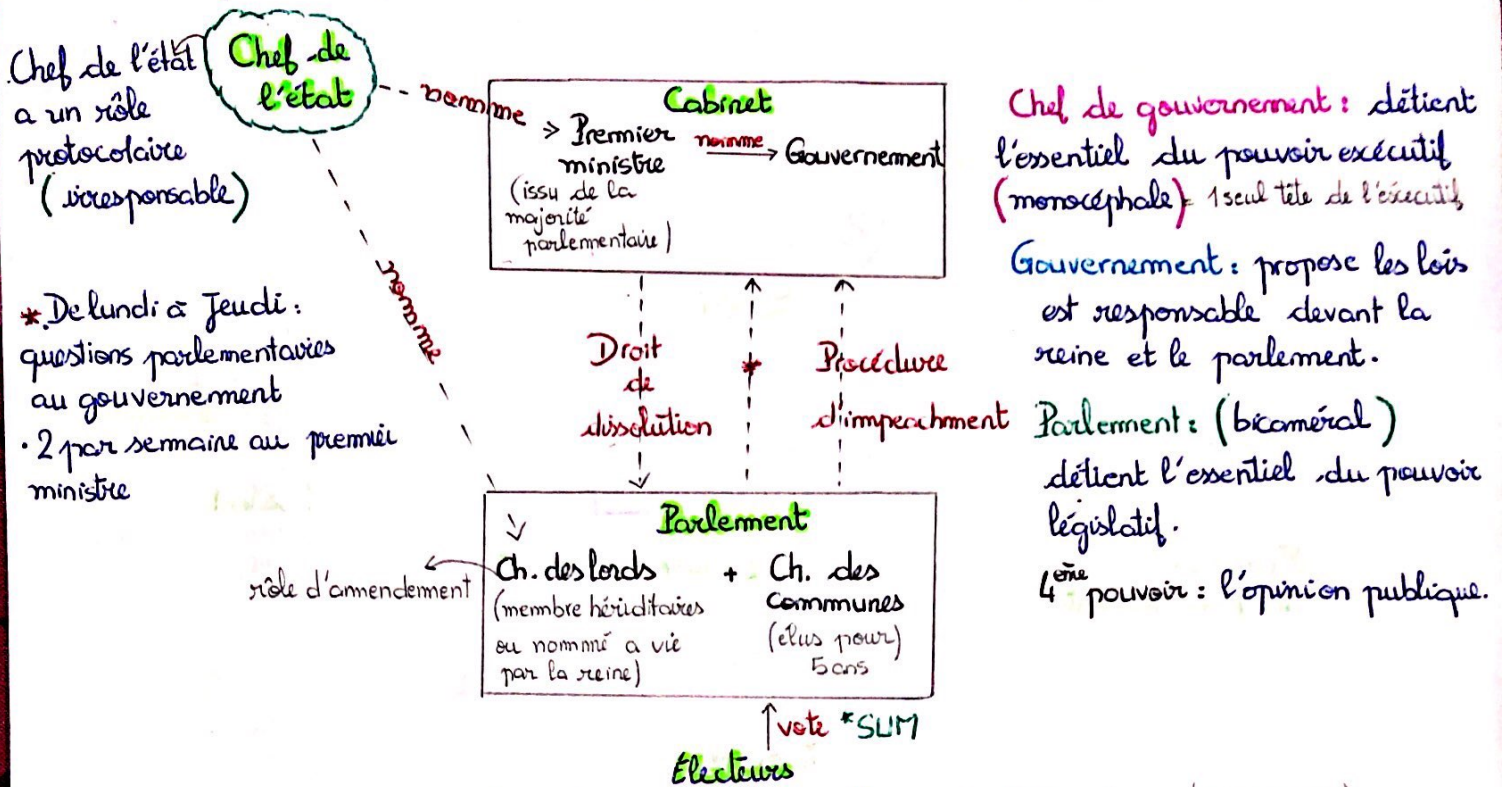 Chef de l'état
a un rôle
protocolaire
(irresponsable)
Chef de
l'état
nomme
nomme
Cabinet
> Premier
ministre
(issu de la
majorité
parlementaire)
nomme
Gouvernement
Chef de gouvernement : détient
l'essentiel du pouvoir exécutif
(monocéphale) 1 seul tête de l'éxecutif
Gouvernement : propose les lois
est responsable devant la
reine et le parlement.
Parlement : (bicaméral)
détient l'essentiel du pouvoir
législatif.
4ème pouvoir : l'opinion publique.
*. De lundi à Jeudi :
questions parlementaires
au gouvernement
. 2 par semaine au premier
ministre
Droit
de
dissolution
*
Procédure
d'impeachment
Parlement
Ch. des lords
(membre hériditaires
ou nommé a vie
par la reine)
+
Ch. des
communes
(élus pour)
5 ans
rôle d'amendement
vote *SUM
Électeurs